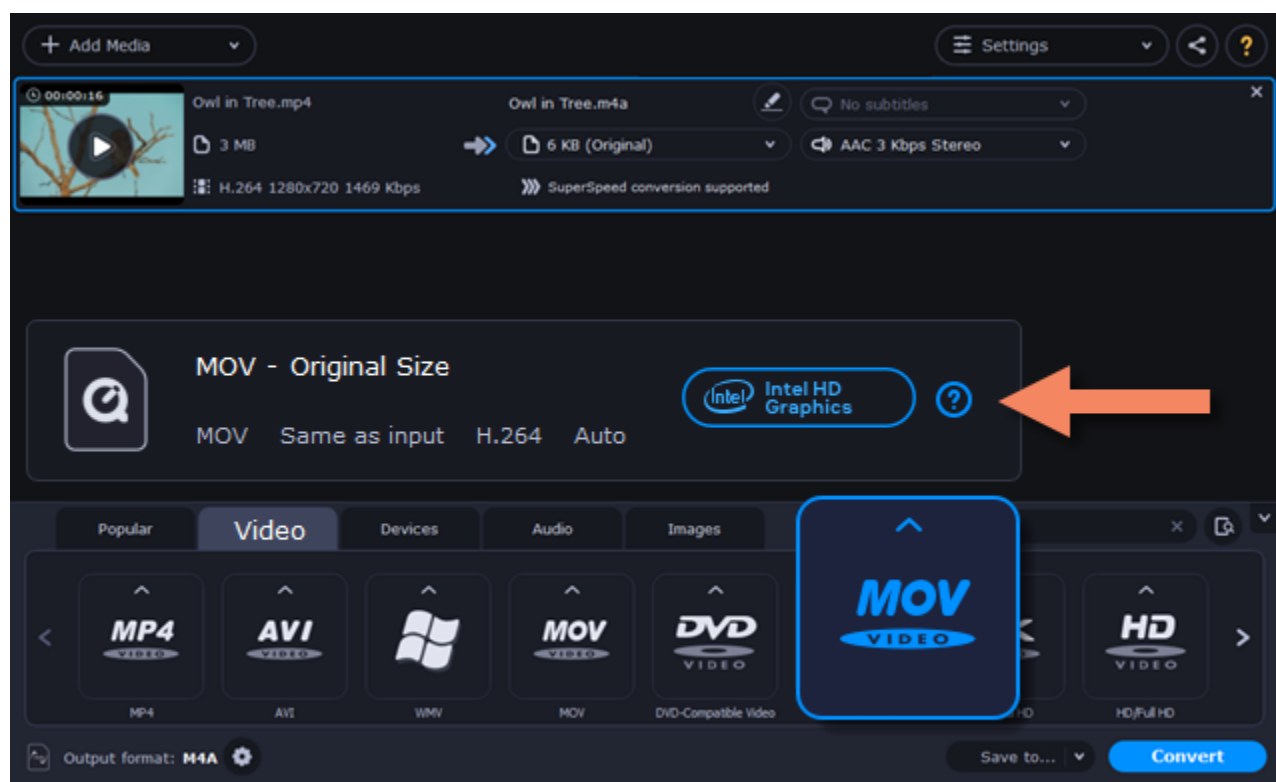 Add Media
Settings
?
00:00:16
Owl in Tree.mp4
Owl in Tree.m4a
No subtitles
3 MB
6 KB (Original)
AAC 3 Kbps Stereo
H.264 1280x720 1469 Kbps
SuperSpeed conversion supported
MOV - Original Size
MOV Same as input H.264 Auto
intel Intel HD
Graphics
?
Popular
Video
Devices
Audio
Images
MP4
VIDEO
AVI
VIDEO
MOV
VIDEO
DVD
VIDEO
MOV
VIDEO
HD
VIDEO
MP4
AVI
WMV
MOV
DVD-Compatible Video
HD
HD/Full HD
Output format: M4A
Save to...
Convert